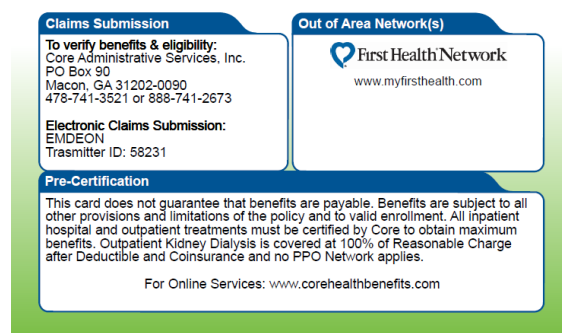 Claims Submission
To verify benefits & eligibility:
Core Administrative Services, Inc.
PO Box 90
Macon, GA 31202-0090
478-741-3521 or 888-741-2673
Electronic Claims Submission:
EMDEON
Trasmitter ID: 58231
Out of Area Network(s)
First Health Network
www.myfirsthealth.com
Pre-Certification
This card does not guarantee that benefits are payable. Benefits are subject to all
other provisions and limitations of the policy and to valid enrollment. All inpatient
hospital and outpatient treatments must be certified by Core to obtain maximum
benefits. Outpatient Kidney Dialysis is covered at 100% of Reasonable Charge
after Deductible and Coinsurance and no PPO Network applies.
For Online Services: www.corehealthbenefits.com